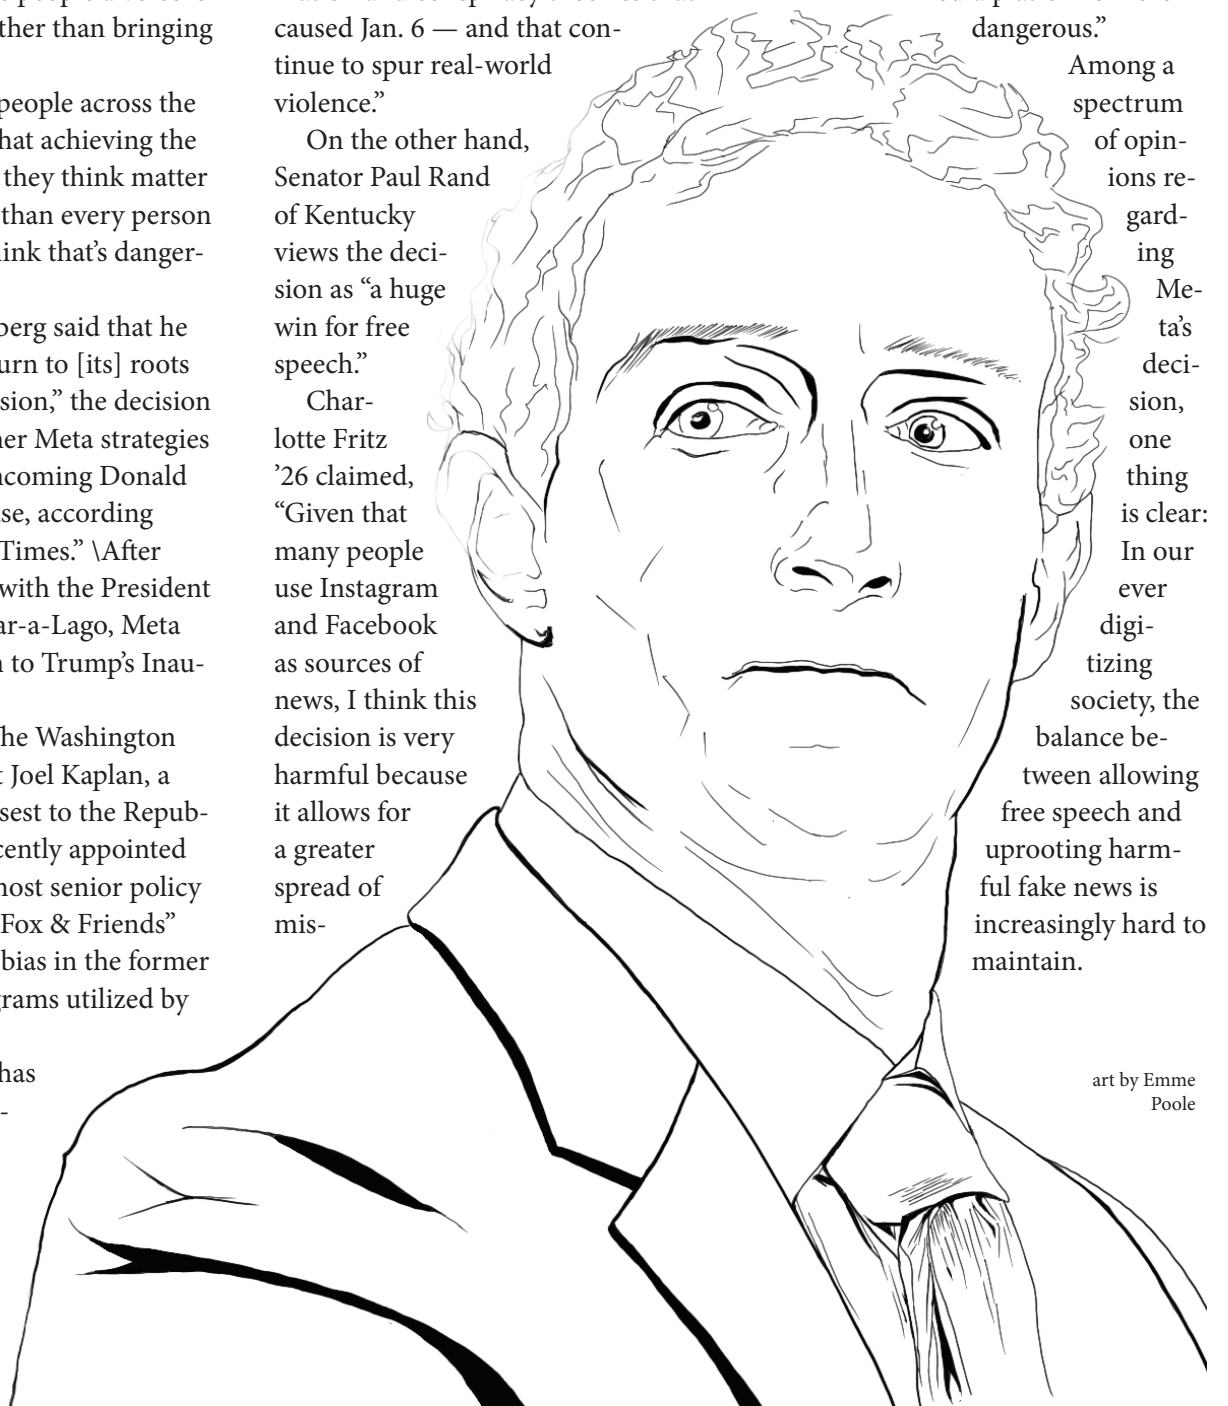 ther than bringing
people across the
hat achieving the
they think matter
than every person
ink that's danger-
berg said that he
urn to [its] roots
sion,” the decision
er Meta strategies
ncoming Donald
se, according
Times.” \After
with the President
ar-a-Lago, Meta
n to Trump’s Inau-
he Washington
t Joel Kaplan, a
sest to the Repub-
cently appointed
most senior policy
Fox & Friends”
bias in the former
grams utilized by
has
-
caused Jan. 6 — and that con-
tinue to spur real-world
violence.”
On the other hand,
Senator Paul Rand
of Kentucky
views the deci-
sion as “a huge
win for free
speech.”
Char-
lotte Fritz
’26 claimed,
“Given that
many people
use Instagram
and Facebook
as sources of
news, I think this
decision is very
harmful because
it allows for
a greater
spread of
mis-
dangerous.”
Among a
spectrum
of opin-
ions re-
gard-
ing
Me-
ta’s
deci-
sion,
one
thing
is clear:
In our
ever
digi-
tizing
society, the
balance be-
tween allowing
free speech and
uprooting harm-
ful fake news is
increasingly hard to
maintain.
art by Emme
Poole